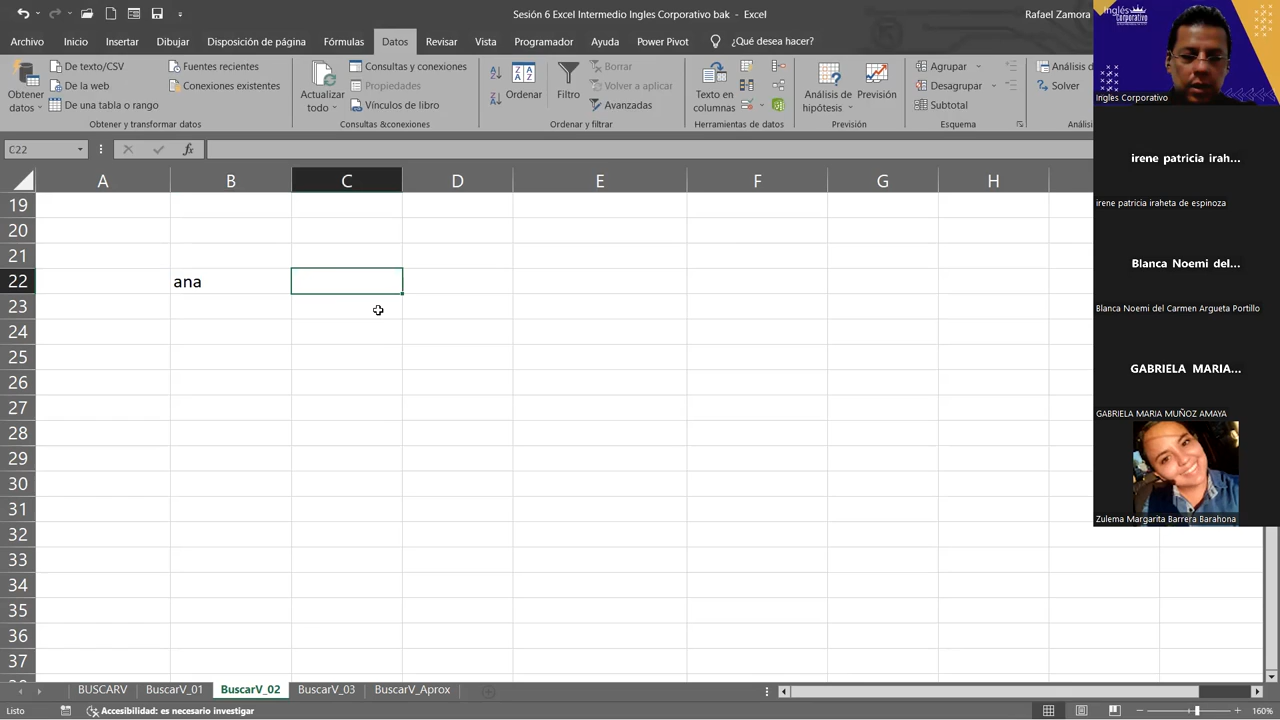 Sesión 6 Excel Intermedio Ingles Corporativo bak - Excel
Rafael Zamora
Archivo Inicio Insertar Dibujar Disposición de página Fórmulas Datos Revisar Vista Programador Ayuda Power Pivot ¿Qué desea hacer?
Obtener datos
De texto/CSV
De la web
De una tabla o rango
Fuentes recientes
Conexiones existentes
Obtener y transformar datos
Actualizar todo
Consultas y conexiones
Propiedades
Vínculos de libro
Consultas &conexiones
Ordenar
Filtro
Borrar
Volver a aplicar
Avanzadas
Ordenar y filtrar
Texto en columnas
Herramientas de datos
Análisis de hipótesis
Previsión
Previsión
Agrupar
Desagrupar
Subtotal
Esquema
Análisis d
Solver
Anális
C22
fx
A B C D E F G H
19
20
21
22 ana
23
24
25
26
27
28
29
30
31
32
33
34
35
36
37
BUSCARV BuscarV_01 BuscarV_02 BuscarV_03 BuscarV_Aprox
Listo
Accesibilidad: es necesario investigar
160%
Inglés
Corporativo
Ingles Corporativo
irene patricia irah...
irene patricia iraheta de espinoza
Blanca Noemi del...
Blanca Noemi del Carmen Argueta Portillo
GABRIELA MARIA...
GABRIELA MARIA MUÑOZ AMAYA
Zulema Margarita Barrera Barahona